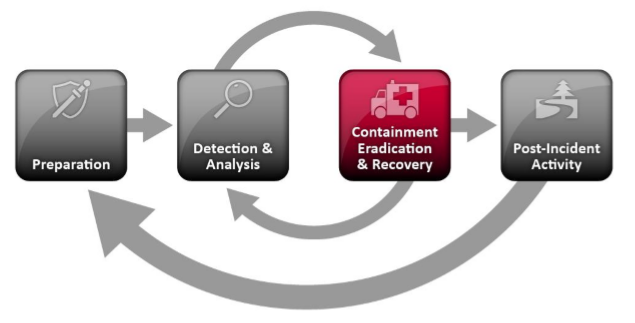 Preparation
Detection &
Analysis
Containment
Eradication
& Recovery
Post-Incident
Activity